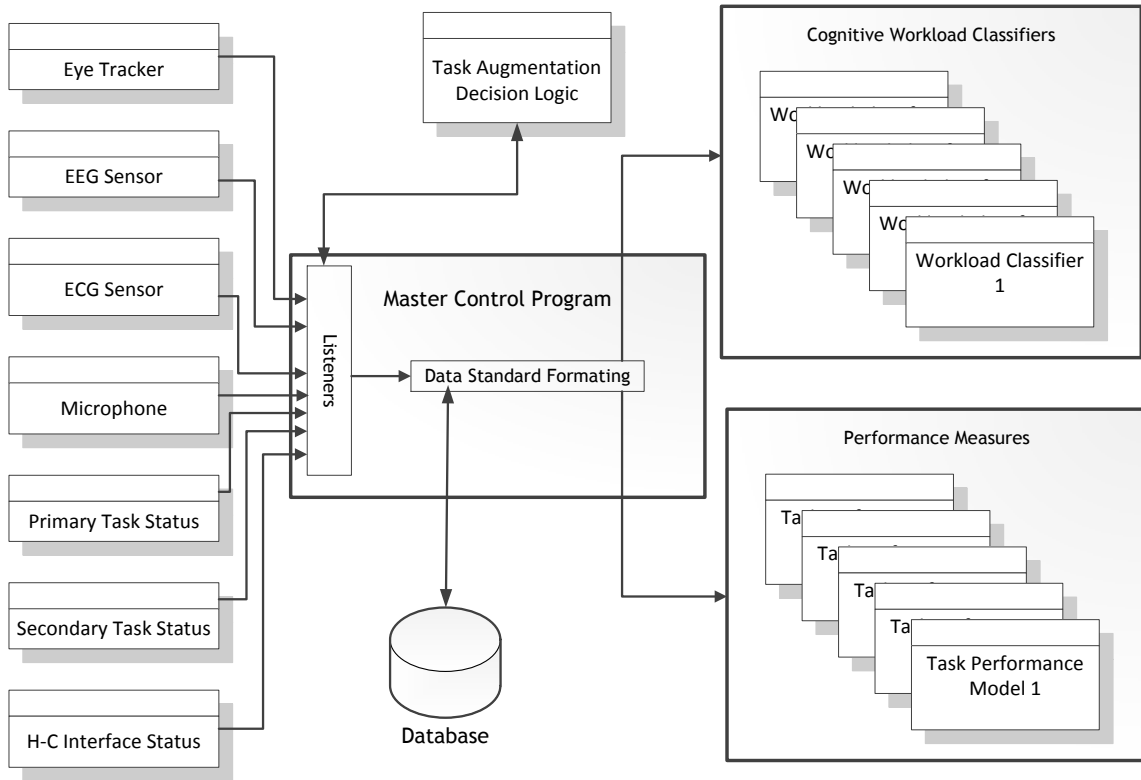 Eye Tracker
EEG Sensor
ECG Sensor
Microphone
Primary Task Status
Secondary Task Status
H-C Interface Status
Task Augmentation
Decision Logic
Master Control Program
Listeners
Data Standard Formating
Database
Cognitive Workload Classifiers
Workload Classifier
1
Performance Measures
Task Performance
Model 1